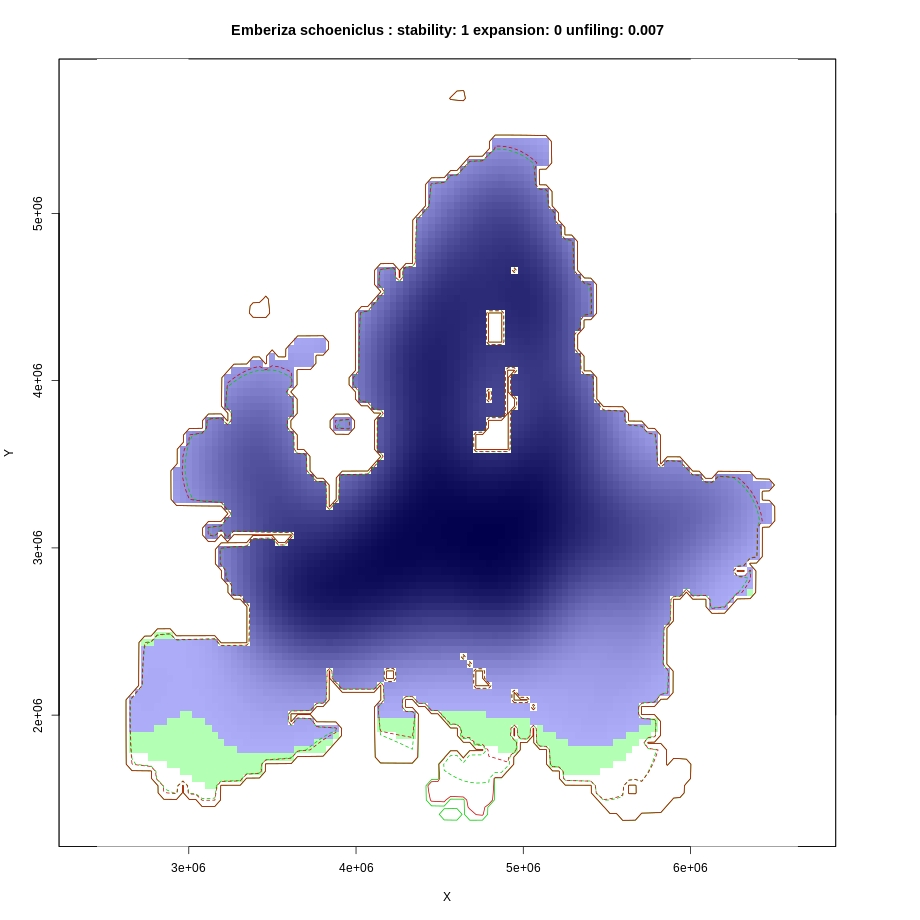 Emberiza schoeniclus : stability: 1 expansion: 0 unfiling: 0.007
5e+06
4e+06
3e+06
2e+06
Y
3e+06 4e+06 5e+06 6e+06
X